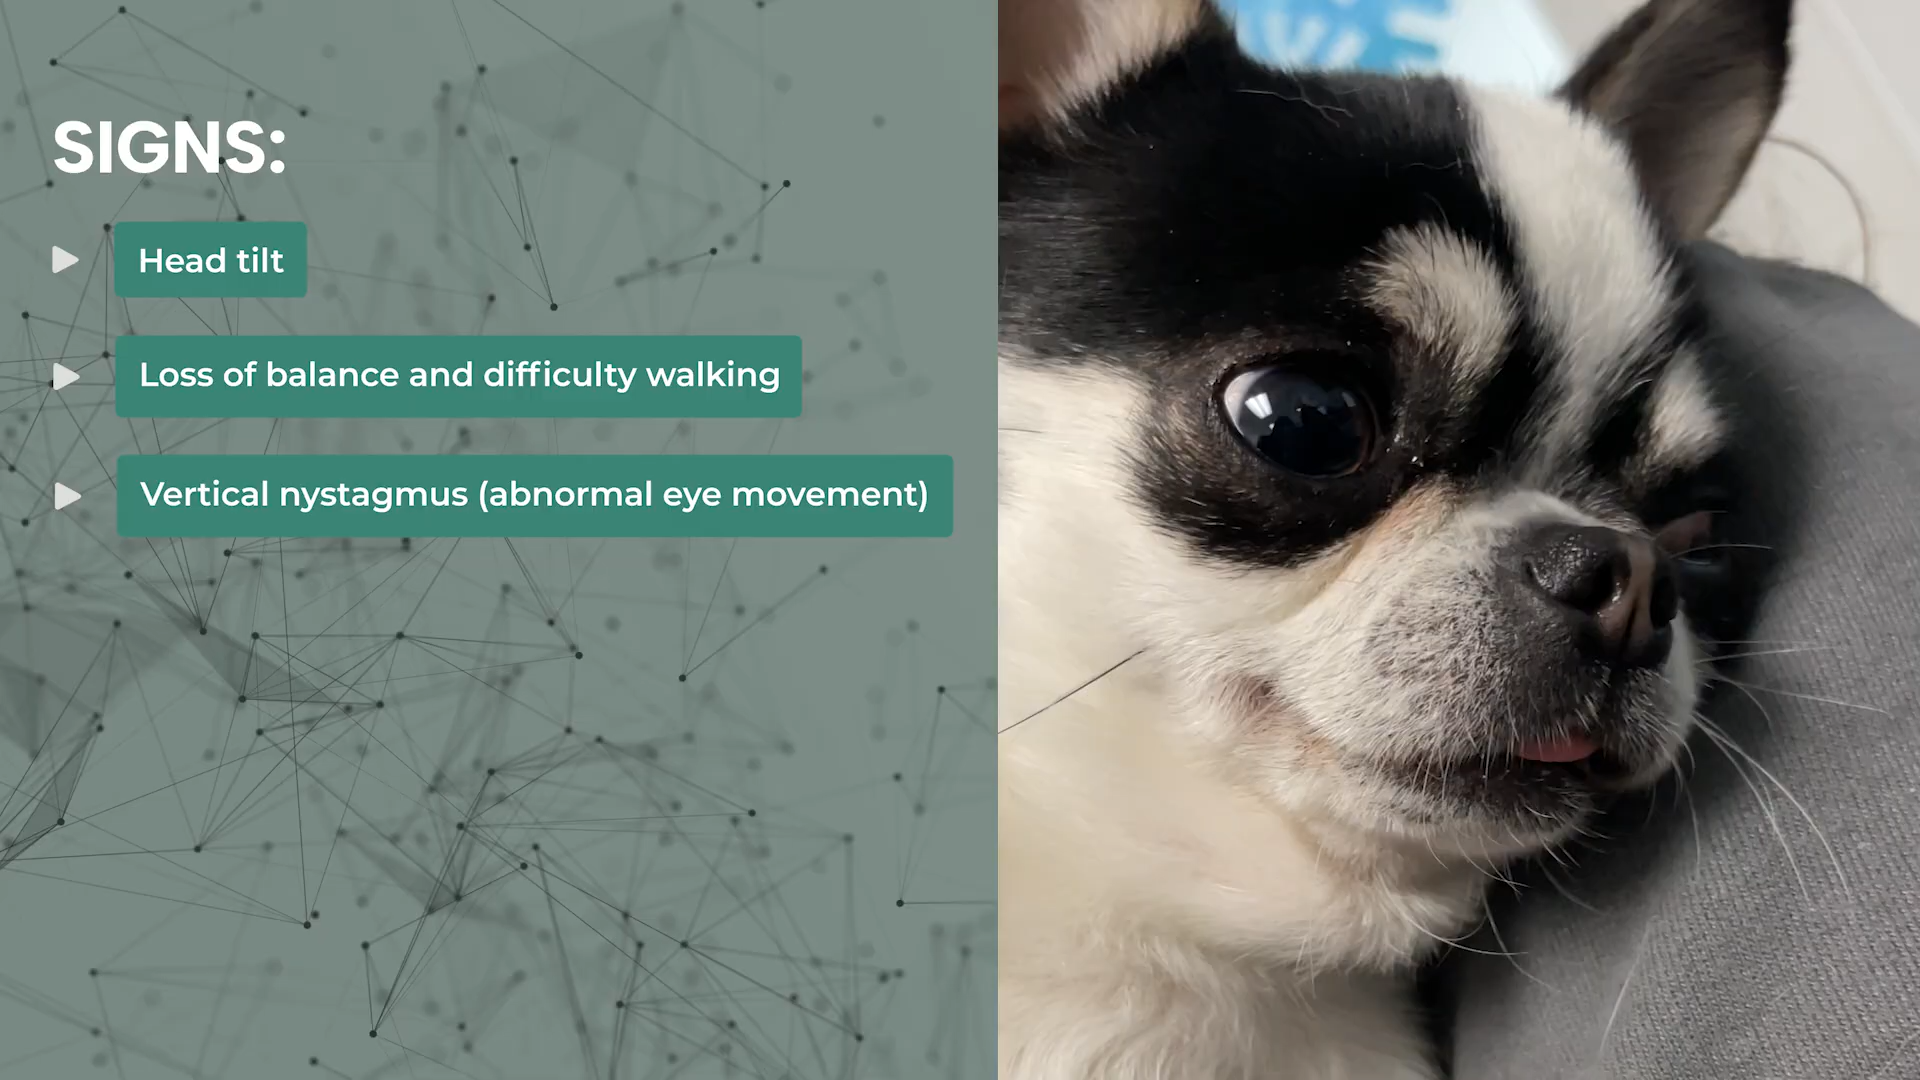 SIGNS:
Head tilt
Loss of balance and difficulty walking
Vertical nystagmus (abnormal eye movement)